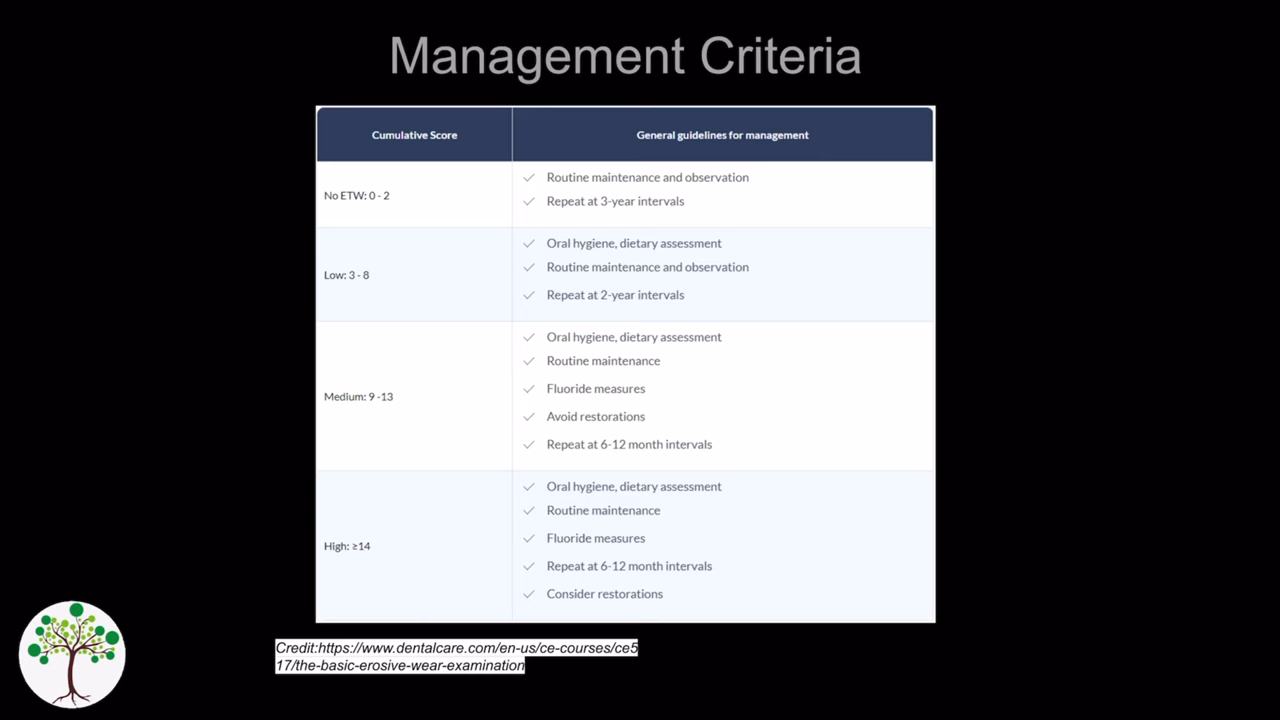 Management Criteria
Cumulative Score
General guidelines for management
No ETW: 0 - 2
Routine maintenance and observation
Repeat at 3-year intervals
Low: 3 - 8
Oral hygiene, dietary assessment
Routine maintenance and observation
Repeat at 2-year intervals
Medium: 9 -13
Oral hygiene, dietary assessment
Routine maintenance
Fluoride measures
Avoid restorations
Repeat at 6-12 month intervals
High: ≥14
Oral hygiene, dietary assessment
Routine maintenance
Fluoride measures
Repeat at 6-12 month intervals
Consider restorations
Credit:https://www.dentalcare.com/en-us/ce-courses/ce5
17/the-basic-erosive-wear-examination